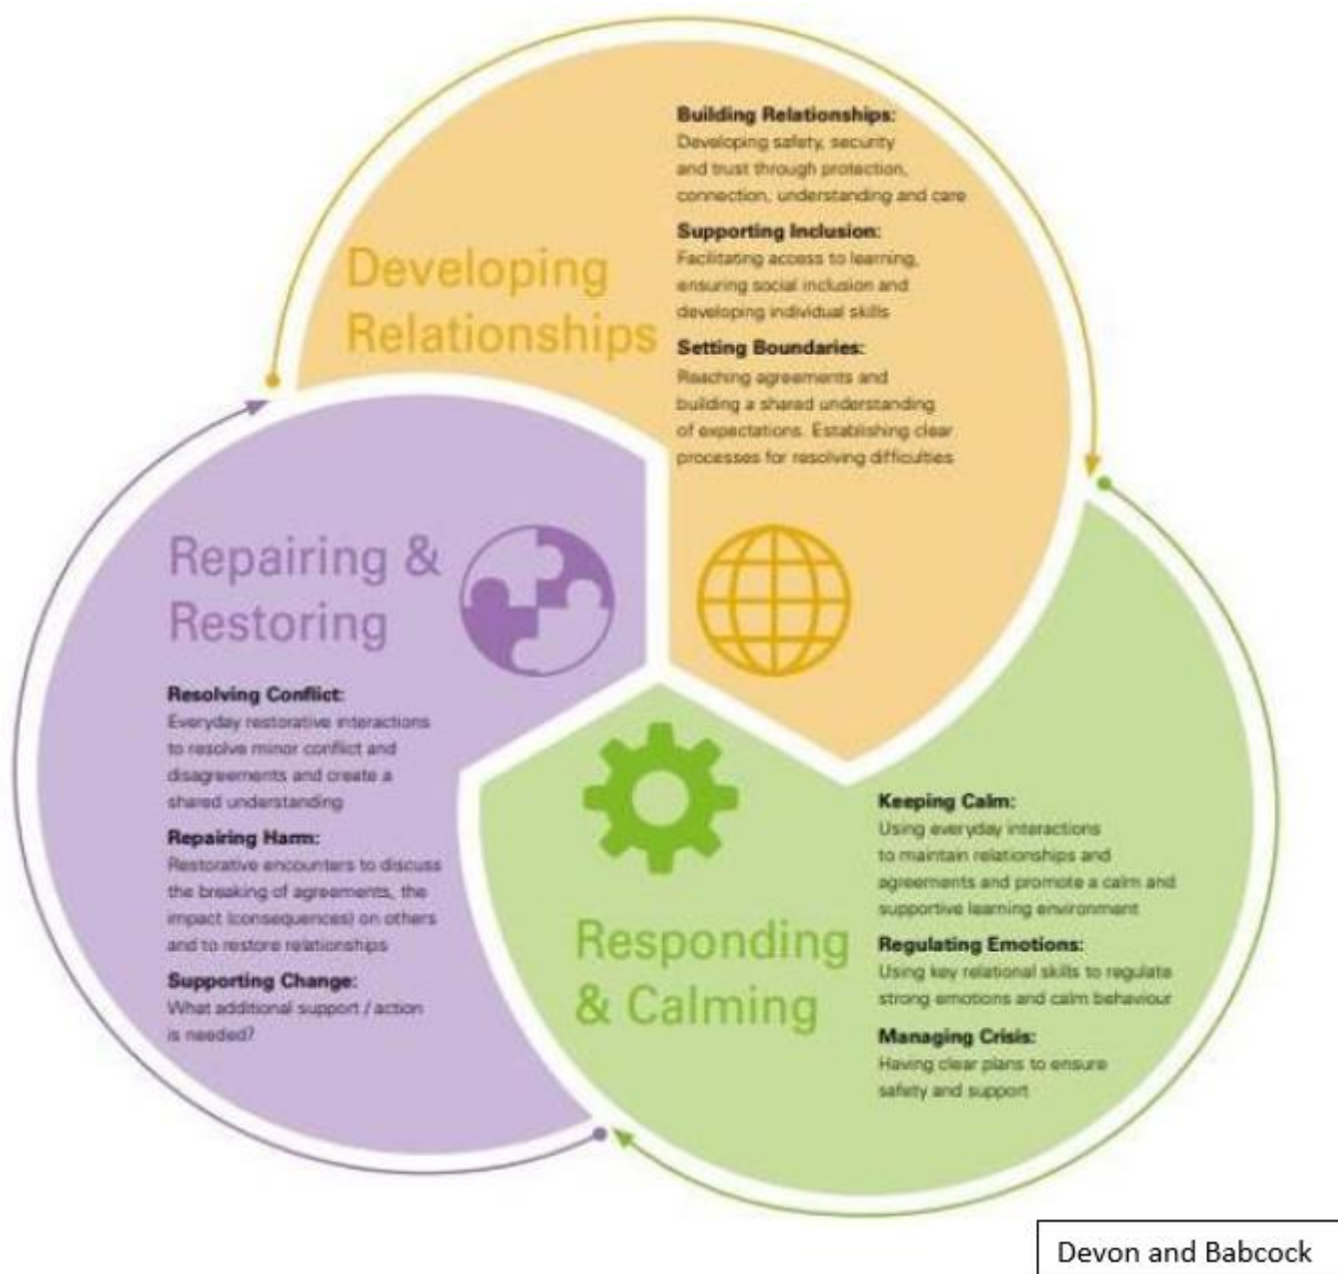 Developing
Relationships
Building Relationships:
Developing safety, security
and trust through protection,
connection, understanding and care
Supporting Inclusion:
Facilitating access to learning,
ensuring social inclusion and
developing individual skills
Setting Boundaries:
Reaching agreements and
building a shared understanding
of expectations. Establishing clear
processes for resolving difficulties
Repairing &
Restoring
Resolving Conflict:
Everyday restorative interactions
to resolve minor conflict and
disagreements and create a
shared understanding
Repairing Harm:
Restorative encounters to discuss
the breaking of agreements, the
impact (consequences) on others
and to restore relationships
Supporting Change:
What additional support / action
is needed?
Responding
& Calming
Keeping Calm:
Using everyday interactions
to maintain relationships and
agreements and promote a calm and
supportive learning environment
Regulating Emotions:
Using key relational skills to regulate
strong emotions and calm behaviour
Managing Crisis:
Having clear plans to ensure
safety and support
Devon and Babcock